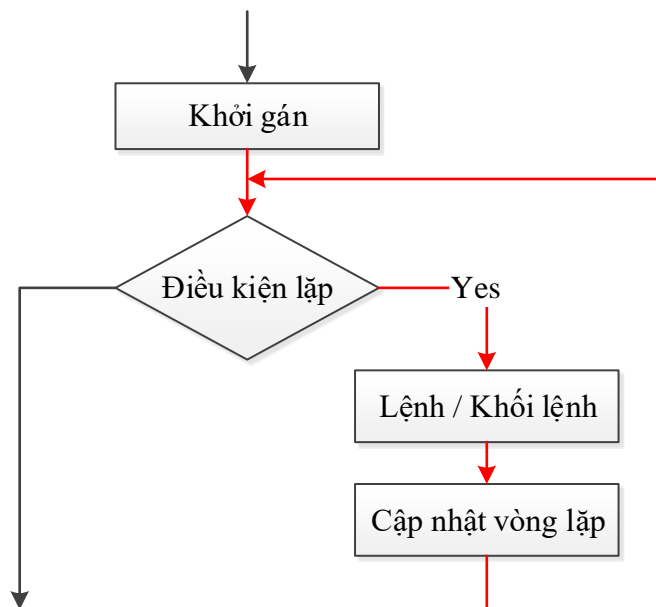 Khởi gán
Điều kiện lặp
Yes
Lệnh / Khối lệnh
Cập nhật vòng lặp